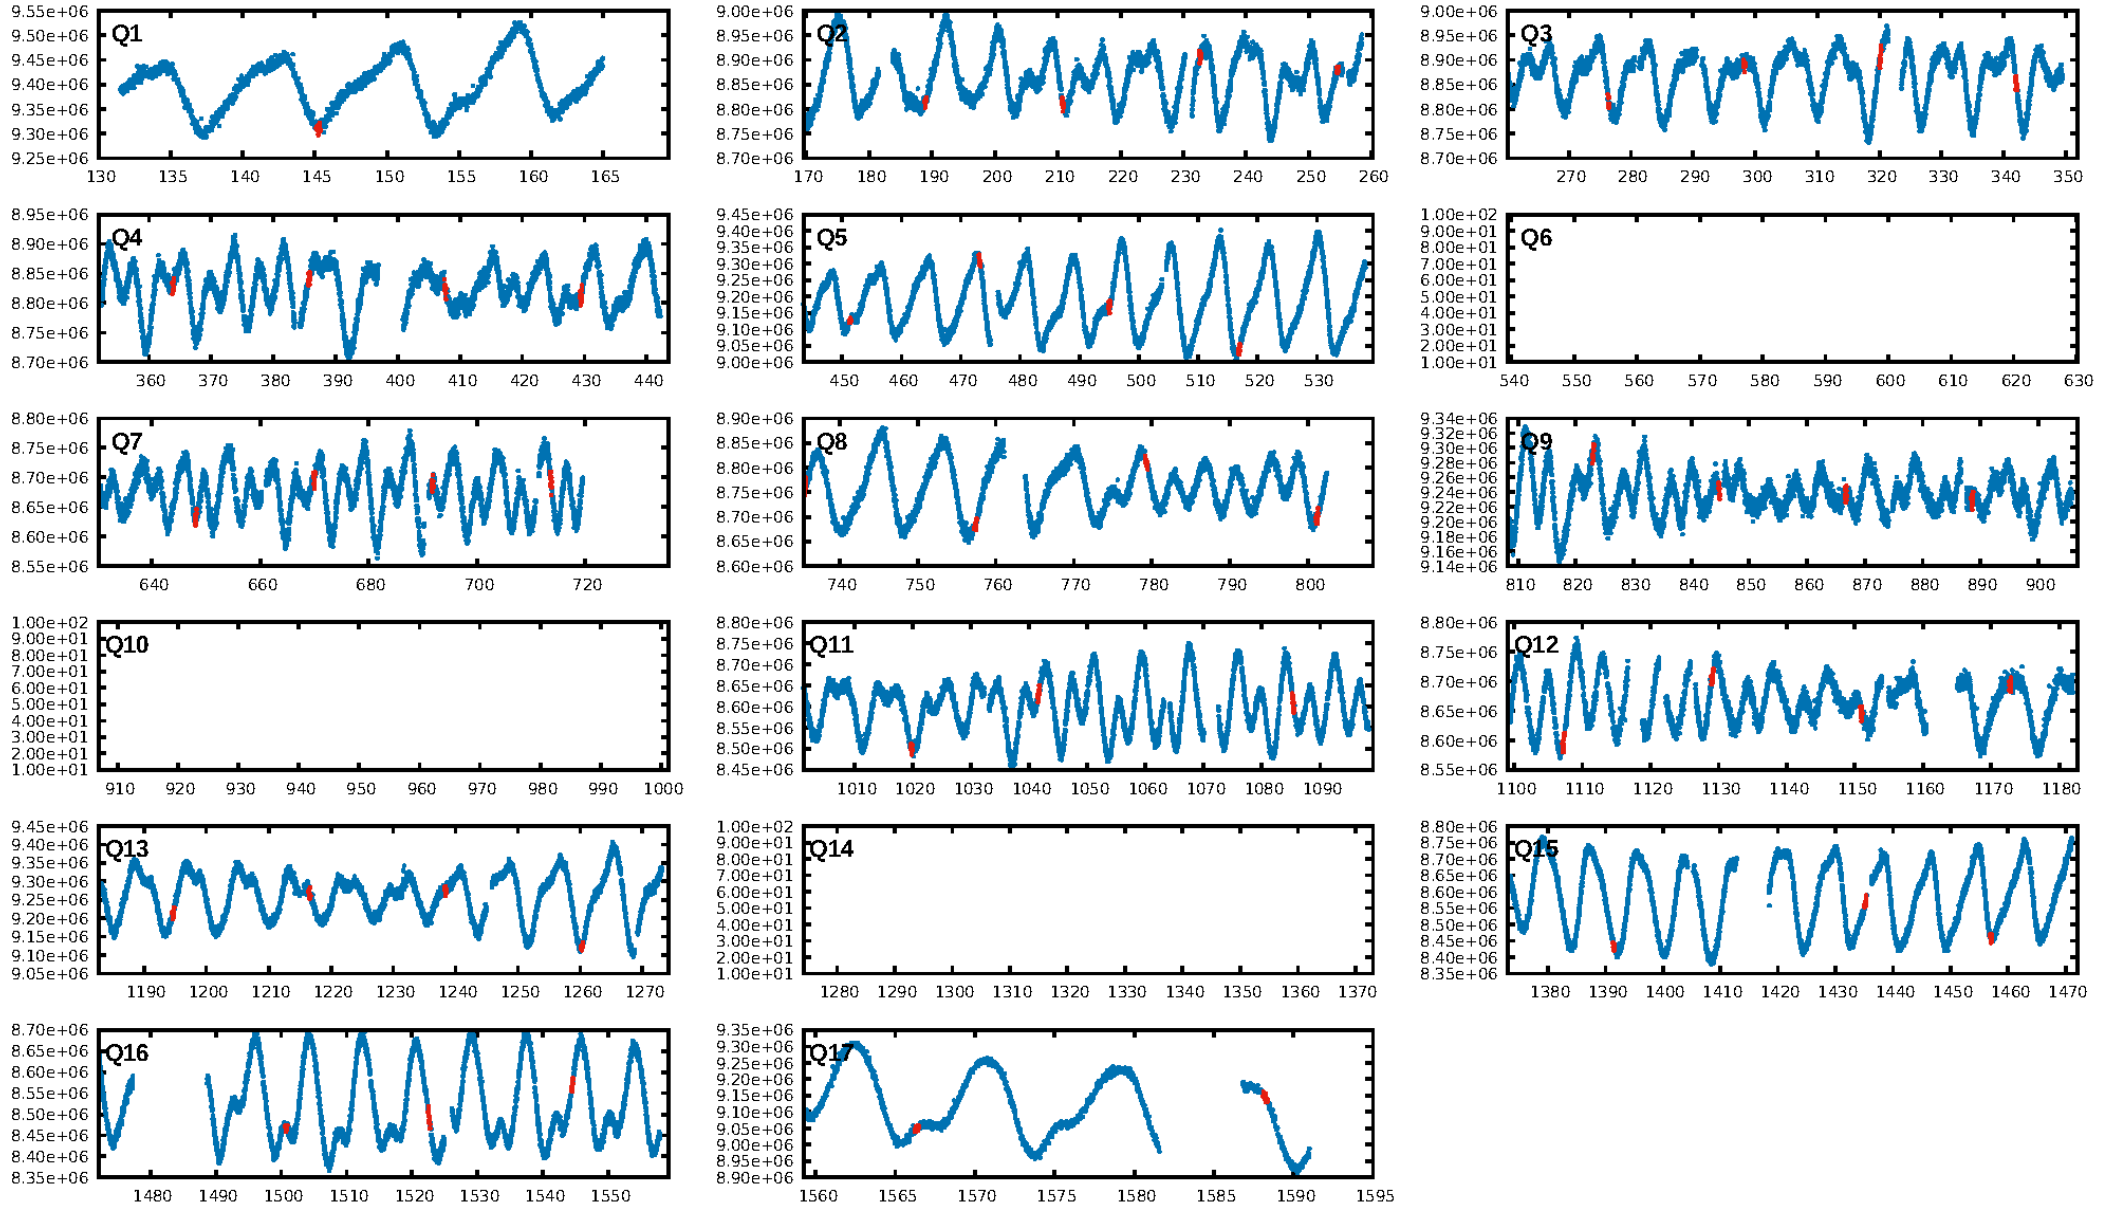 Q1
9.55e+06
9.50e+06
9.45e+06
9.40e+06
9.35e+06
9.30e+06
9.25e+06
130 135 140 145 150 155 160 165
Q2
9.00e+06
8.95e+06
8.90e+06
8.85e+06
8.80e+06
8.75e+06
8.70e+06
170 180 190 200 210 220 230 240 250 260
Q3
9.00e+06
8.95e+06
8.90e+06
8.85e+06
8.80e+06
8.75e+06
8.70e+06
270 280 290 300 310 320 330 340 350
Q4
8.95e+06
8.90e+06
8.85e+06
8.80e+06
8.75e+06
8.70e+06
360 370 380 390 400 410 420 430 440
Q5
9.45e+06
9.40e+06
9.35e+06
9.30e+06
9.25e+06
9.20e+06
9.15e+06
9.10e+06
9.05e+06
9.00e+06
450 460 470 480 490 500 510 520 530
Q6
1.00e+02
9.00e+01
8.00e+01
7.00e+01
6.00e+01
5.00e+01
4.00e+01
3.00e+01
2.00e+01
1.00e+01
540 550 560 570 580 590 600 610 620 630
Q7
8.80e+06
8.75e+06
8.70e+06
8.65e+06
8.60e+06
8.55e+06
640 660 680 700 720
Q8
8.90e+06
8.85e+06
8.80e+06
8.75e+06
8.70e+06
8.65e+06
8.60e+06
740 750 760 770 780 790 800
Q9
9.34e+06
9.32e+06
9.30e+06
9.28e+06
9.26e+06
9.24e+06
9.22e+06
9.20e+06
9.18e+06
9.16e+06
9.14e+06
810 820 830 840 850 860 870 880 890 900
Q10
1.00e+02
9.00e+01
8.00e+01
7.00e+01
6.00e+01
5.00e+01
4.00e+01
3.00e+01
2.00e+01
1.00e+01
910 920 930 940 950 960 970 980 990 1000
Q11
8.80e+06
8.75e+06
8.70e+06
8.65e+06
8.60e+06
8.55e+06
8.50e+06
8.45e+06
1010 1020 1030 1040 1050 1060 1070 1080 1090
Q12
8.80e+06
8.75e+06
8.70e+06
8.65e+06
8.60e+06
8.55e+06
1100 1110 1120 1130 1140 1150 1160 1170 1180
Q13
9.45e+06
9.40e+06
9.35e+06
9.30e+06
9.25e+06
9.20e+06
9.15e+06
9.10e+06
9.05e+06
1190 1200 1210 1220 1230 1240 1250 1260 1270
Q14
1.00e+02
9.00e+01
8.00e+01
7.00e+01
6.00e+01
5.00e+01
4.00e+01
3.00e+01
2.00e+01
1.00e+01
1280 1290 1300 1310 1320 1330 1340 1350 1360 1370
Q15
8.80e+06
8.75e+06
8.70e+06
8.65e+06
8.60e+06
8.55e+06
8.50e+06
8.45e+06
8.40e+06
8.35e+06
1380 1390 1400 1410 1420 1430 1440 1450 1460 1470
Q16
8.70e+06
8.65e+06
8.60e+06
8.55e+06
8.50e+06
8.45e+06
8.40e+06
8.35e+06
1480 1490 1500 1510 1520 1530 1540 1550
Q17
9.35e+06
9.30e+06
9.25e+06
9.20e+06
9.15e+06
9.10e+06
9.05e+06
9.00e+06
8.95e+06
8.90e+06
1560 1565 1570 1575 1580 1585 1590 1595